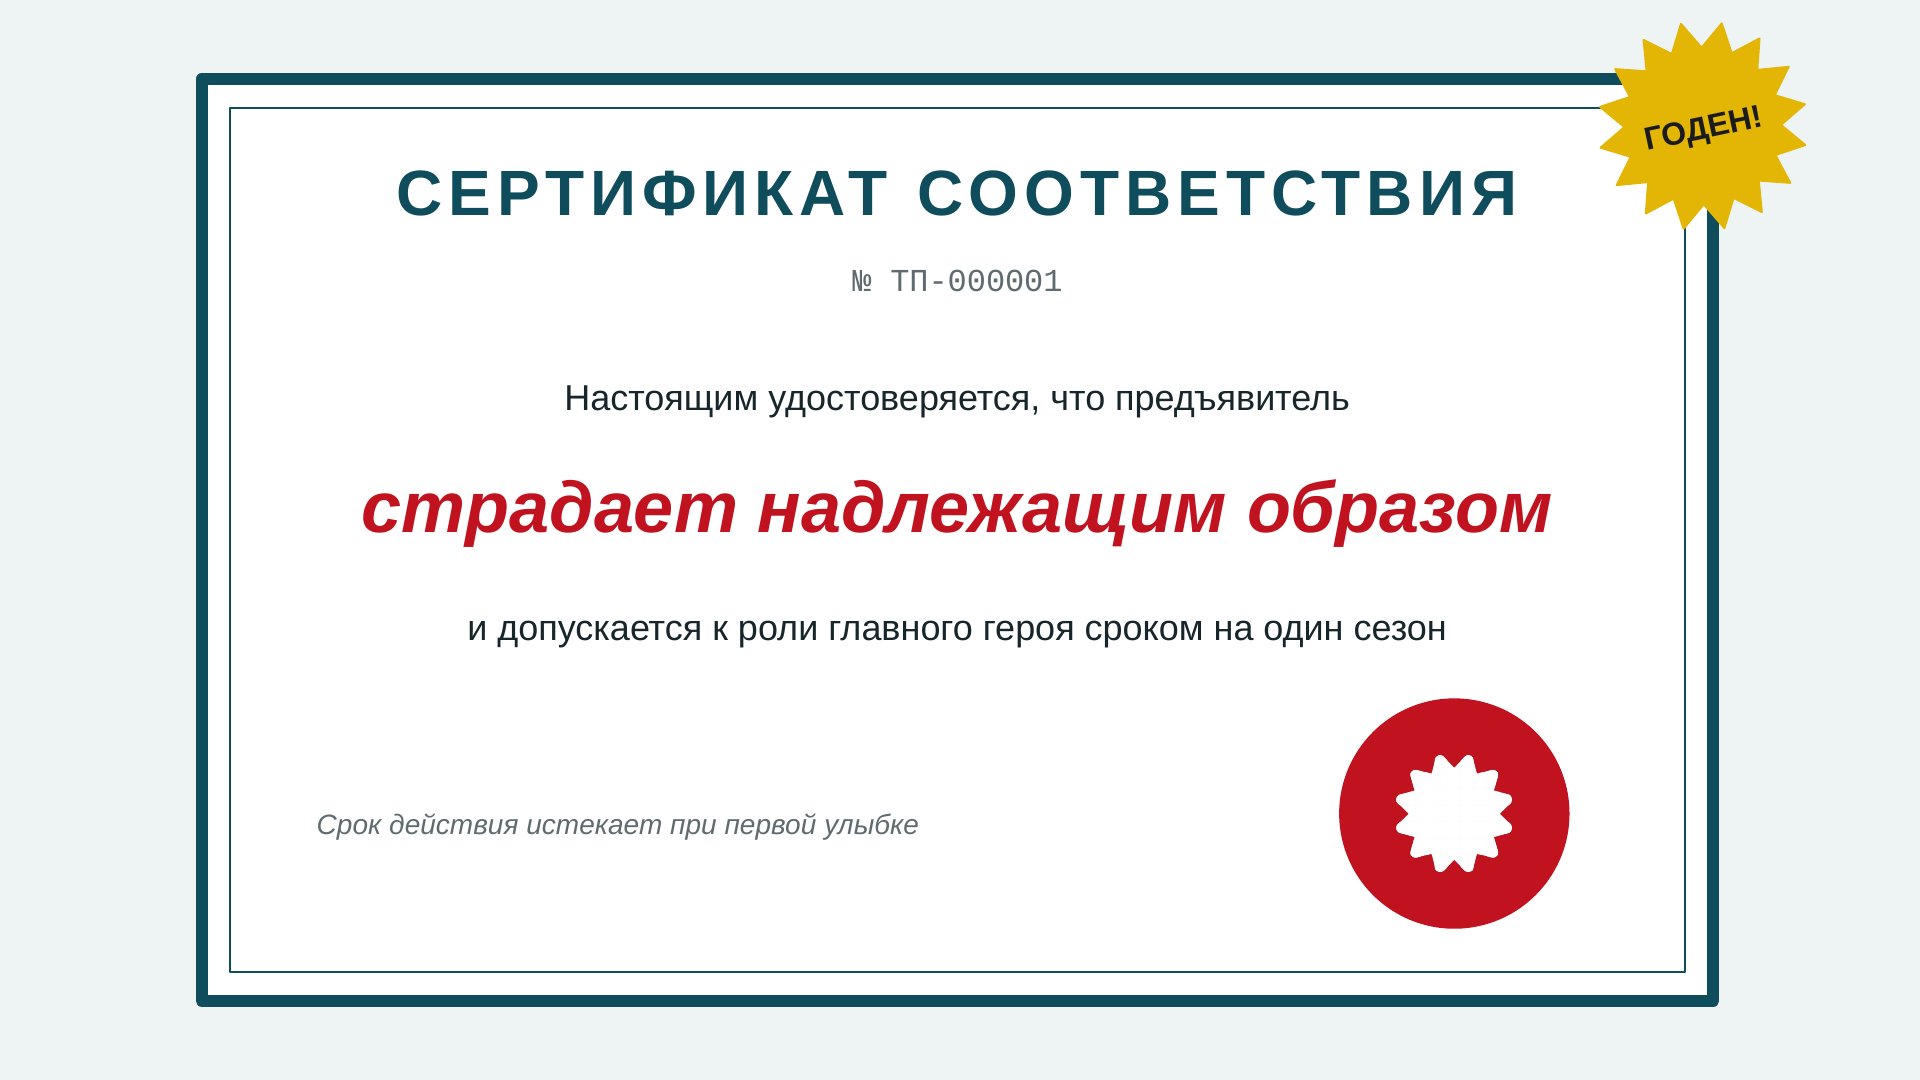 ГОДЕН!
СЕРТИФИКАТ СООТВЕТСТВИЯ
№ ТП-000001
Настоящим удостоверяется, что предъявитель
страдает надлежащим образом
и допускается к роли главного героя сроком на один сезон
Срок действия истекает при первой улыбке